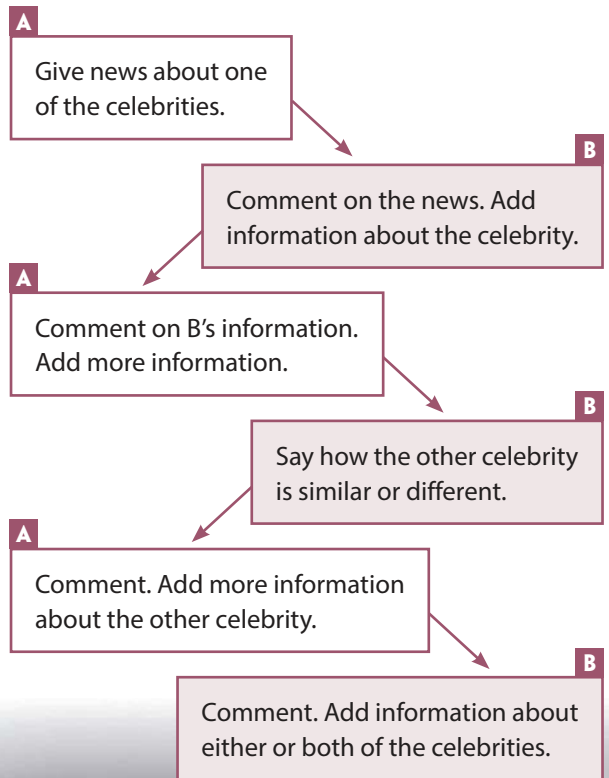 A
Give news about one
of the celebrities.
B
Comment on the news. Add
information about the celebrity.
A
Comment on B's information.
Add more information.
B
Say how the other celebrity
is similar or different.
A
Comment. Add more information
about the other celebrity.
B
Comment. Add information about
either or both of the celebrities.